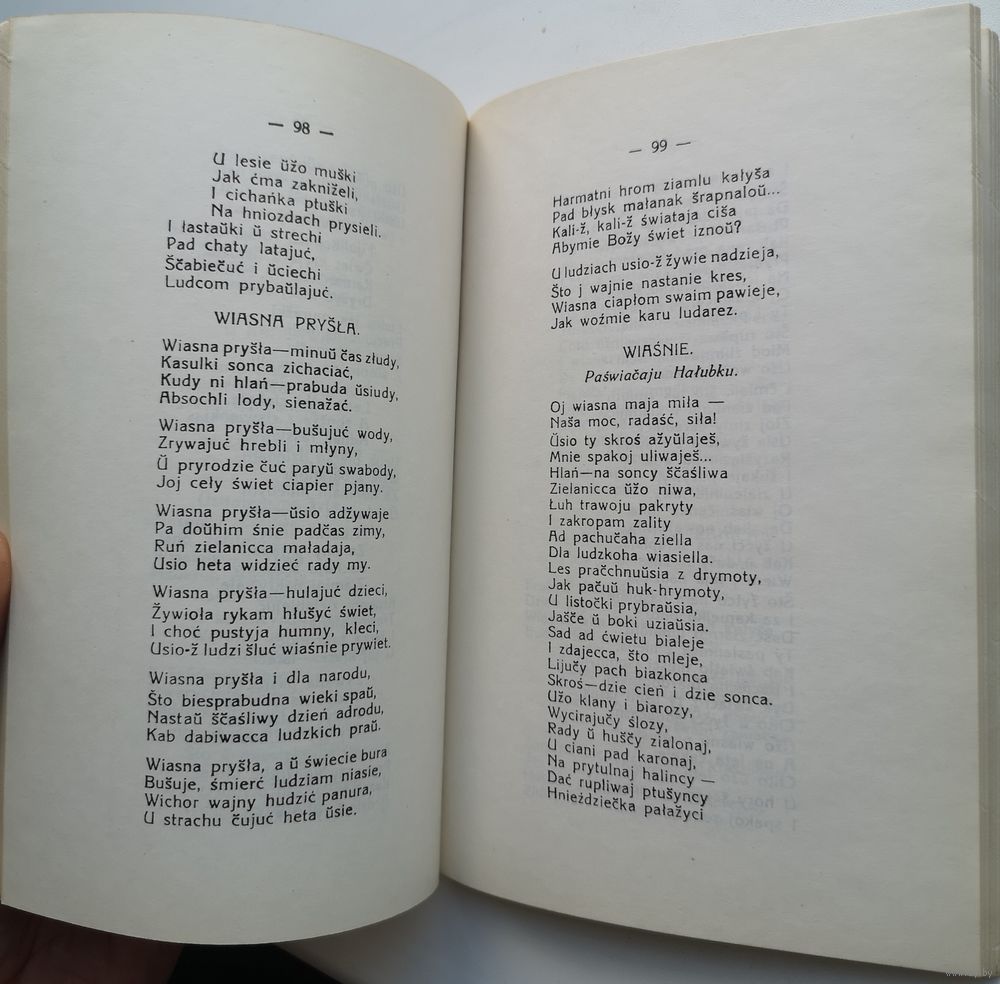 — 98 —
U lesie ŭžo muški
Jak ćma zakniželi,
I cichańka ptuški
Na hniozdach prysieli.
I łastaŭki ŭ strechi
Pad chaty latajuć,
Ščabiečuć i ŭciechi
Ludcom prybaŭlajuć.
WIASNA PRYŠŁA.
Wiasna pryšła—minuŭ čas złudy,
Kasulki sonca zichaciać,
Kudy ni hlań—prabuda ŭsiudy,
Absochli lody, sienažać.
Wiasna pryšła—bušujuć wody,
Zrywajuć hrebli i młyny,
Ŭ pryrodzie čuć paryŭ swabody,
Joj ceły świet ciapier pjany.
Wiasna pryšła—ŭsio adžywaje
Pa doŭhim śnie padčas zimy,
Ruń zielanicca maładaja,
Usio heta widzieć rady my.
Wiasna pryšła—hulajuć dzieci,
Žywioła rykam hłušyć świet,
I choć pustyja humny, kleci,
Usio-ž ludzi šluć wiaśnie prywiet.
Wiasna pryšła i dla narodu,
Što biesprabudna wieki spaŭ,
Nastaŭ ščaśliwy dzień adrodu,
Kab dabiwacca ludzkich praŭ.
Wiasna pryšła, a ŭ świecie bura
Bušuje, śmierć ludziam niasie,
Wichor wajny hudzić panura,
U strachu čujuć heta ŭsie.
— 99 —
Harmatni hrom ziamlu kałyša
Pad błysk małanak šrapnaloŭ...
Kali-ž, kali-ž świataja ciša
Abymie Božy świet iznoŭ?
U ludziach usio-ž žywie nadzieja,
Što j wajnie nastanie kres,
Wiasna ciapłom swaim pawieje,
Jak woźmie karu ludarez.
WIAŚNIE.
Paświačaju Hałubku.
Oj wiasna maja miła —
Naša moc, radaść, siła!
Ŭsio ty skroś ažyŭlaješ,
Mnie spakoj uliwaješ...
Hlań—na soncy ščaśliwa
Zielanicca ŭžo niwa,
Łuh trawoju pakryty
I zakropam zality
Ad pachučaha ziella
Dla ludzkoha wiasiella.
Les pračchnuŭsia z drymoty,
Jak pačuŭ huk-hrymoty,
U listočki prybraŭsia,
Jašče ŭ boki uziaŭsia.
Sad ad ćwietu bialeje
I zdajecca, što mleje,
Lijučy pach biazkonca
Skroś—dzie cień i dzie sonca.
Užo klany i biarozy,
Wycirajučy ślozy,
Rady ŭ huščy zialonaj,
U ciani pad karonaj,
Na prytulnaj halincy —
Dać rupliwaj ptušyncy
Hnieździečka pałažyci